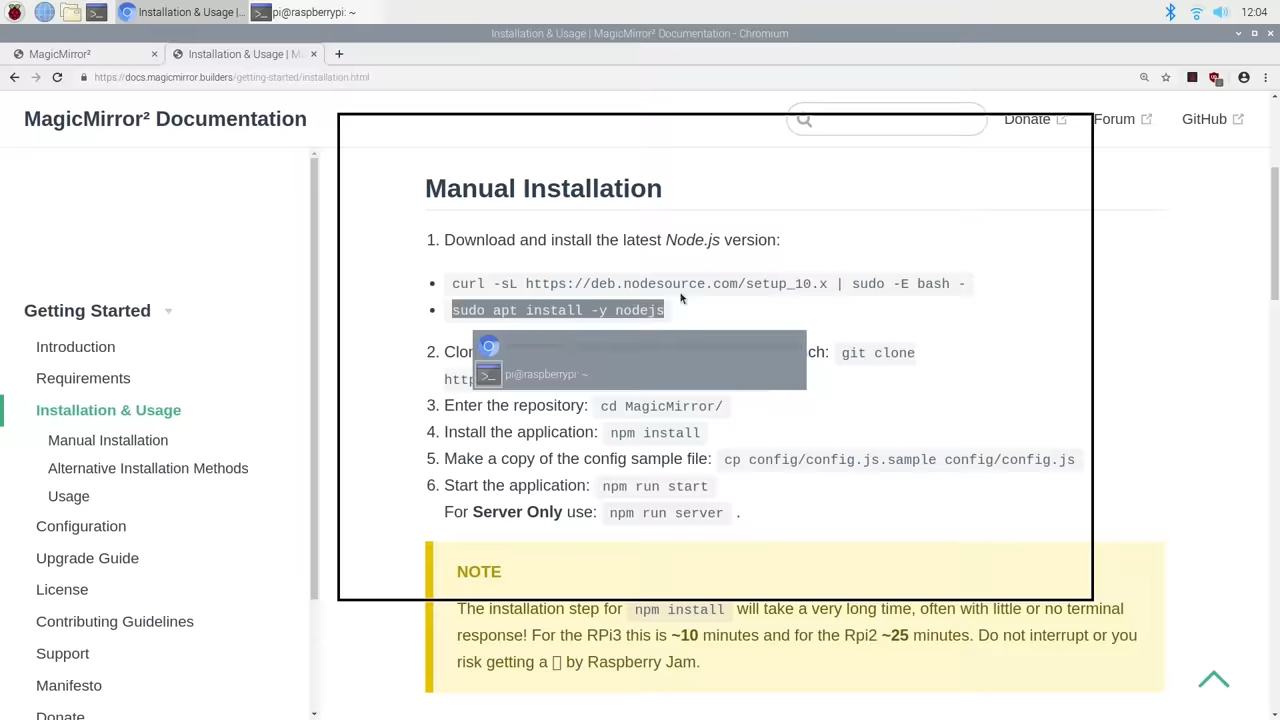 Installation & Usage |...
pi@raspberrypi: ~
12:04
Installation & Usage | MagicMirror² Documentation - Chromium
MagicMirror²
Installation & Usage | M
https://docs.magicmirror.builders/getting-started/installation.html
MagicMirror² Documentation
Donate
Forum
GitHub
Manual Installation
1. Download and install the latest Node.js version:
curl -sL https://deb.nodesource.com/setup_10.x | sudo -E bash -
sudo apt install -y nodejs
2. Clon
ch: git clone
http
pi@raspberrypi: ~
3. Enter the repository: cd MagicMirror/
4. Install the application: npm install
5. Make a copy of the config sample file: cp config/config.js.sample config/config.js
6. Start the application: npm run start
For Server Only use: npm run server .
NOTE
The installation step for npm install will take a very long time, often with little or no terminal
response! For the RPi3 this is ~10 minutes and for the Rpi2 ~25 minutes. Do not interrupt or you
risk getting a by Raspberry Jam.
Getting Started
Introduction
Requirements
Installation & Usage
Manual Installation
Alternative Installation Methods
Usage
Configuration
Upgrade Guide
License
Contributing Guidelines
Support
Manifesto
Donate